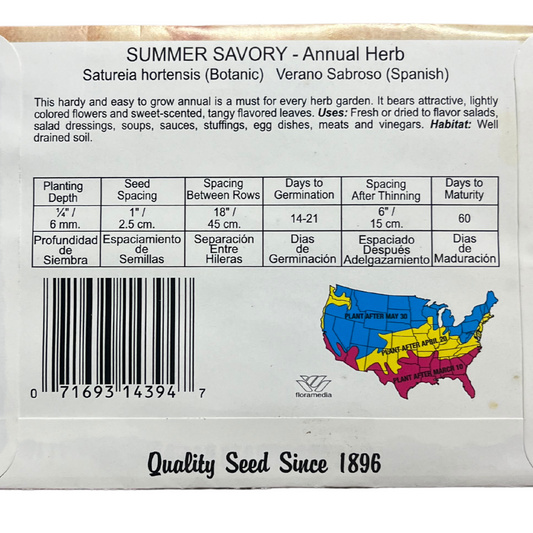 SUMMER SAVORY - Annual Herb
Satureia hortensis (Botanic) Verano Sabroso (Spanish)
This hardy and easy to grow annual is a must for every herb garden. It bears attractive, lightly
colored flowers and sweet-scented, tangy flavored leaves. Uses: Fresh or dried to flavor salads,
salad dressings, soups, sauces, stuffings, egg dishes, meats and vinegars. Habitat: Well
drained soil.
Planting Depth Seed Spacing Spacing Between Rows Days to Germination Spacing After Thinning Days to Maturity
¼"/ 6 mm. 1"/ 2.5 cm. 18"/ 45 cm. 14-21 6"/ 15 cm. 60
Profundidad de Siembra Espaciamiento de Semillas Separación Entre Hileras Dias de Germinación Espaciado Después Adelgazamiento Dias de Maduración
PLANT AFTER MAY 30
PLANT AFTER APRIL 20
PLANT AFTER MARCH 10
0 71693 14394 7
floramedia
Quality Seed Since 1896